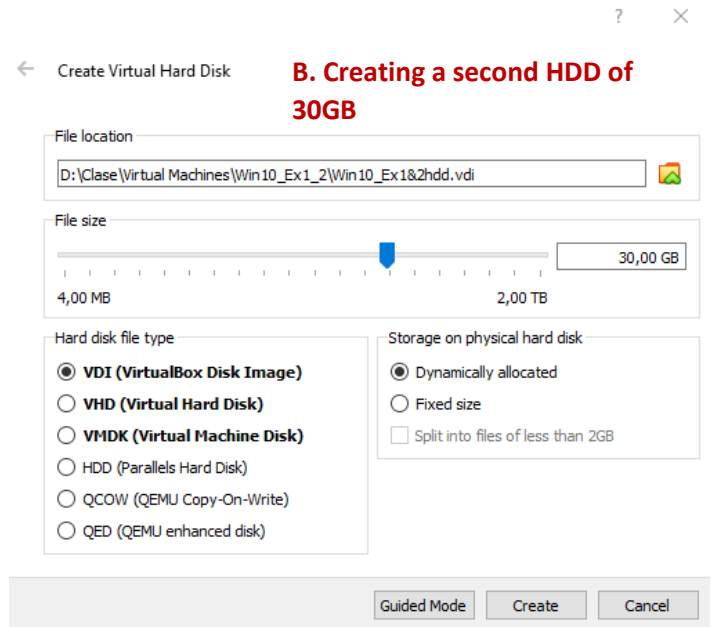 ?
Create Virtual Hard Disk
B. Creating a second HDD of
30GB
File location
D:\Clase\Virtual Machines\Win10_Ex1_2\Win10_Ex1&2hdd.vdi
File size
30,00 GB
4,00 MB
2,00 TB
Hard disk file type
VDI (VirtualBox Disk Image)
VHD (Virtual Hard Disk)
VMDK (Virtual Machine Disk)
HDD (Parallels Hard Disk)
QCOW (QEMU Copy-On-Write)
QED (QEMU enhanced disk)
Storage on physical hard disk
Dynamically allocated
Fixed size
Split into files of less than 2GB
Guided Mode
Create
Cancel